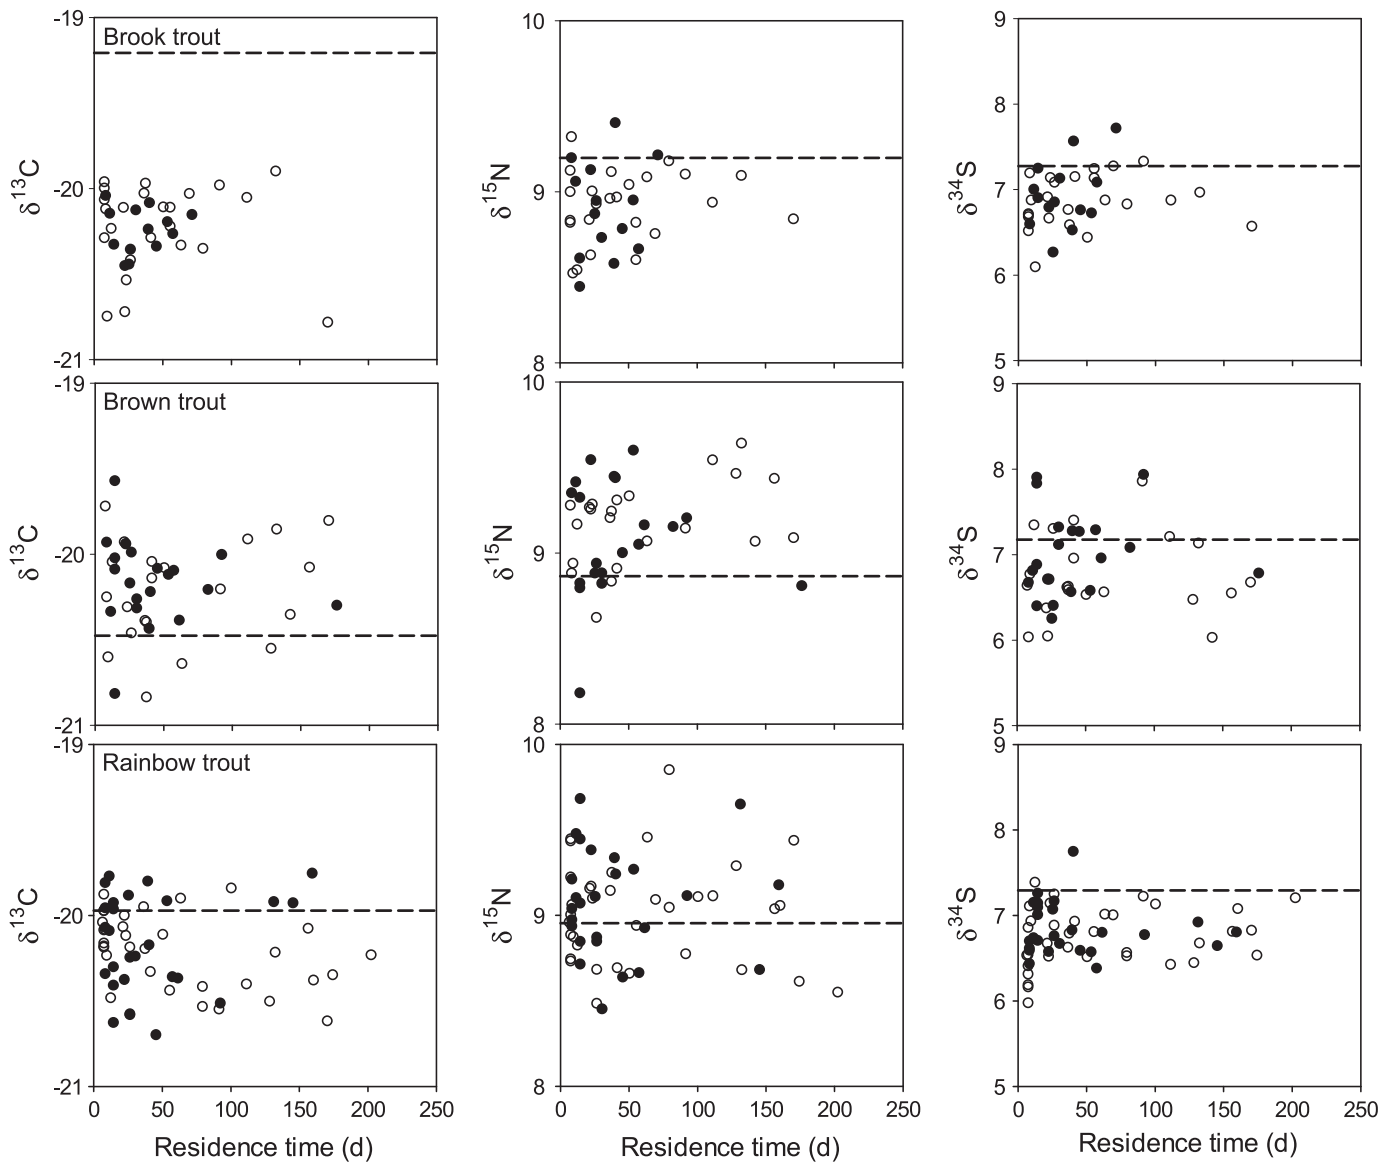 -19 10 9
Brook trout
8
δ13C -20 δ15N 9 δ34S 7
6
-21 8 5
-19 10 9
Brown trout
8
δ13C -20 δ15N 9 δ34S 7
6
-21 8 5
-19 10 9
Rainbow trout
8
δ13C -20 δ15N 9 δ34S 7
6
-21 8 5
0 50 100 150 200 250 0 50 100 150 200 250 0 50 100 150 200 250
Residence time (d) Residence time (d) Residence time (d)